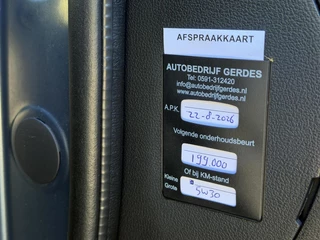 AFSPRAAKKAART
AUTOBEDRIJF GERDES
Tel: 0591-312420
info@autobedrijfgerdes.nl
www.autobedrijfgerdes.nl
A.P.K. 22-8-2026
Volgende onderhoudsbeurt
199.000
Of bij KM-stand
Kleine
Grote 5W30